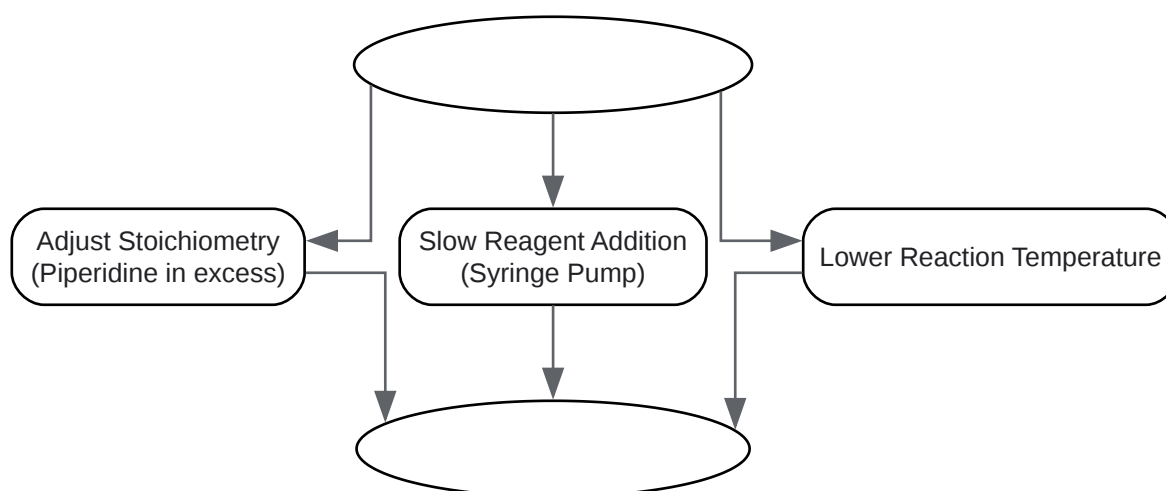 Adjust Stoichiometry
(Piperidine in excess)
Slow Reagent Addition
(Syringe Pump)
Lower Reaction Temperature